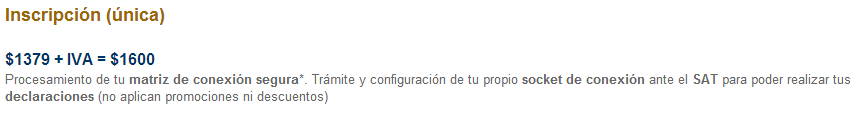 Inscripción (única)
$1379 + IVA = $1600
Procesamiento de tu matriz de conexión segura*. Trámite y configuración de tu propio socket de conexión ante el SAT para poder realizar tus
declaraciones (no aplican promociones ni descuentos)